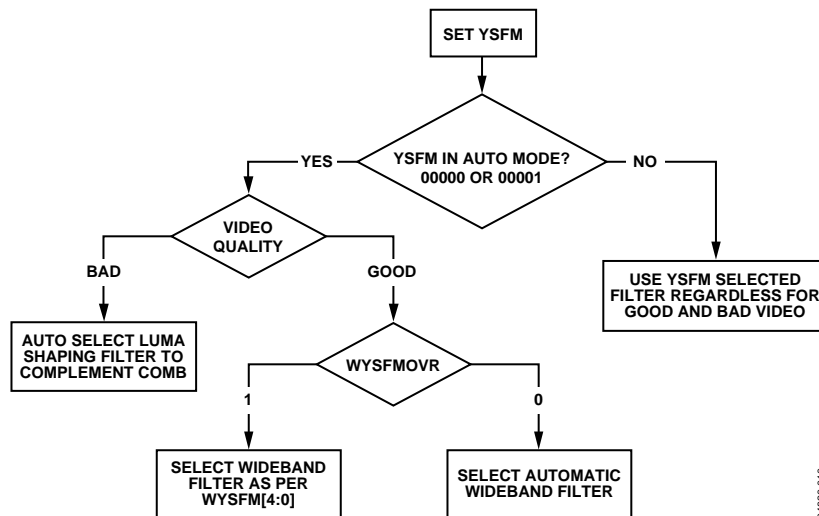 SET YSFM
YSFM IN AUTO MODE?
00000 OR 00001
YES
NO
VIDEO
QUALITY
BAD
GOOD
USE YSFM SELECTED
FILTER REGARDLESS FOR
GOOD AND BAD VIDEO
AUTO SELECT LUMA
SHAPING FILTER TO
COMPLEMENT COMB
WYSFMOVR
1
0
SELECT WIDEBAND
FILTER AS PER
WYSFM[4:0]
SELECT AUTOMATIC
WIDEBAND FILTER